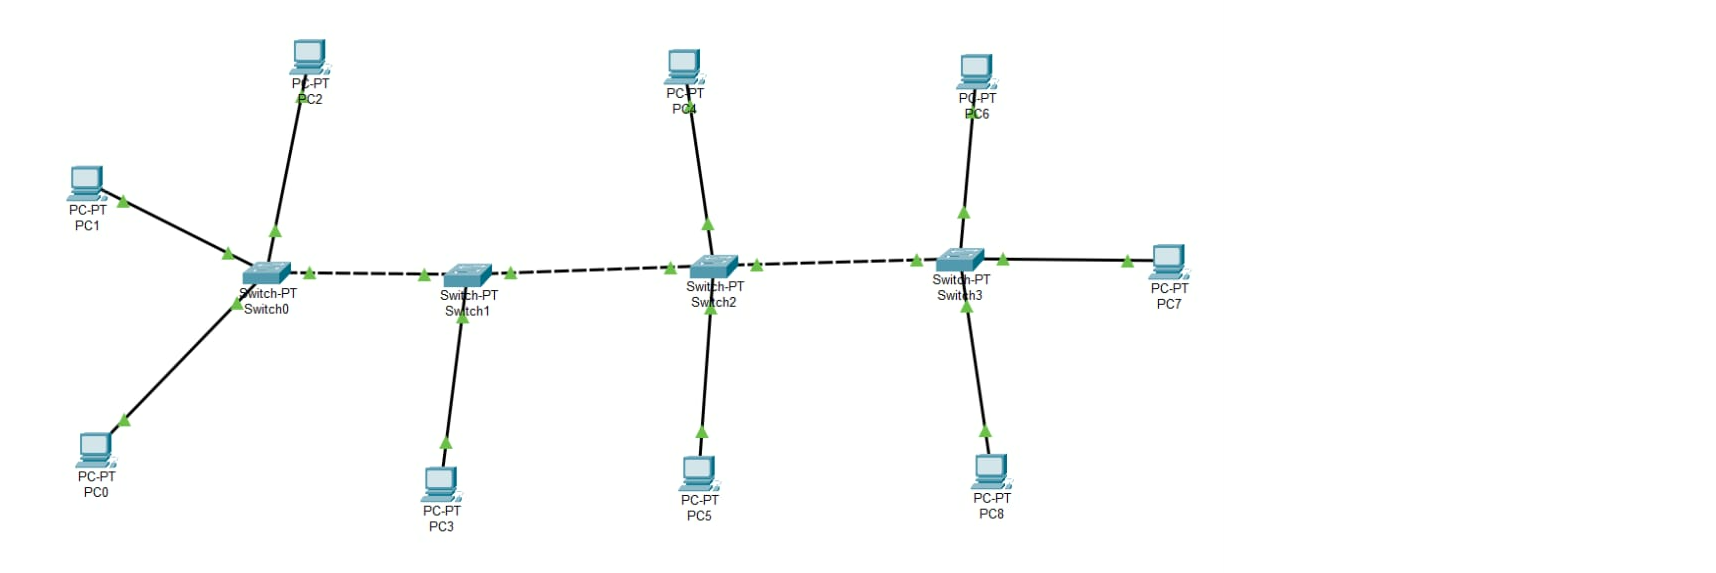 PC-PT
PC2
PC-PT
PC4
PC-PT
PC6
PC-PT
PC1
Switch-PT
Switch0
Switch-PT
Switch1
Switch-PT
Switch2
Switch-PT
Switch3
PC-PT
PC7
PC-PT
PC0
PC-PT
PC3
PC-PT
PC5
PC-PT
PC8